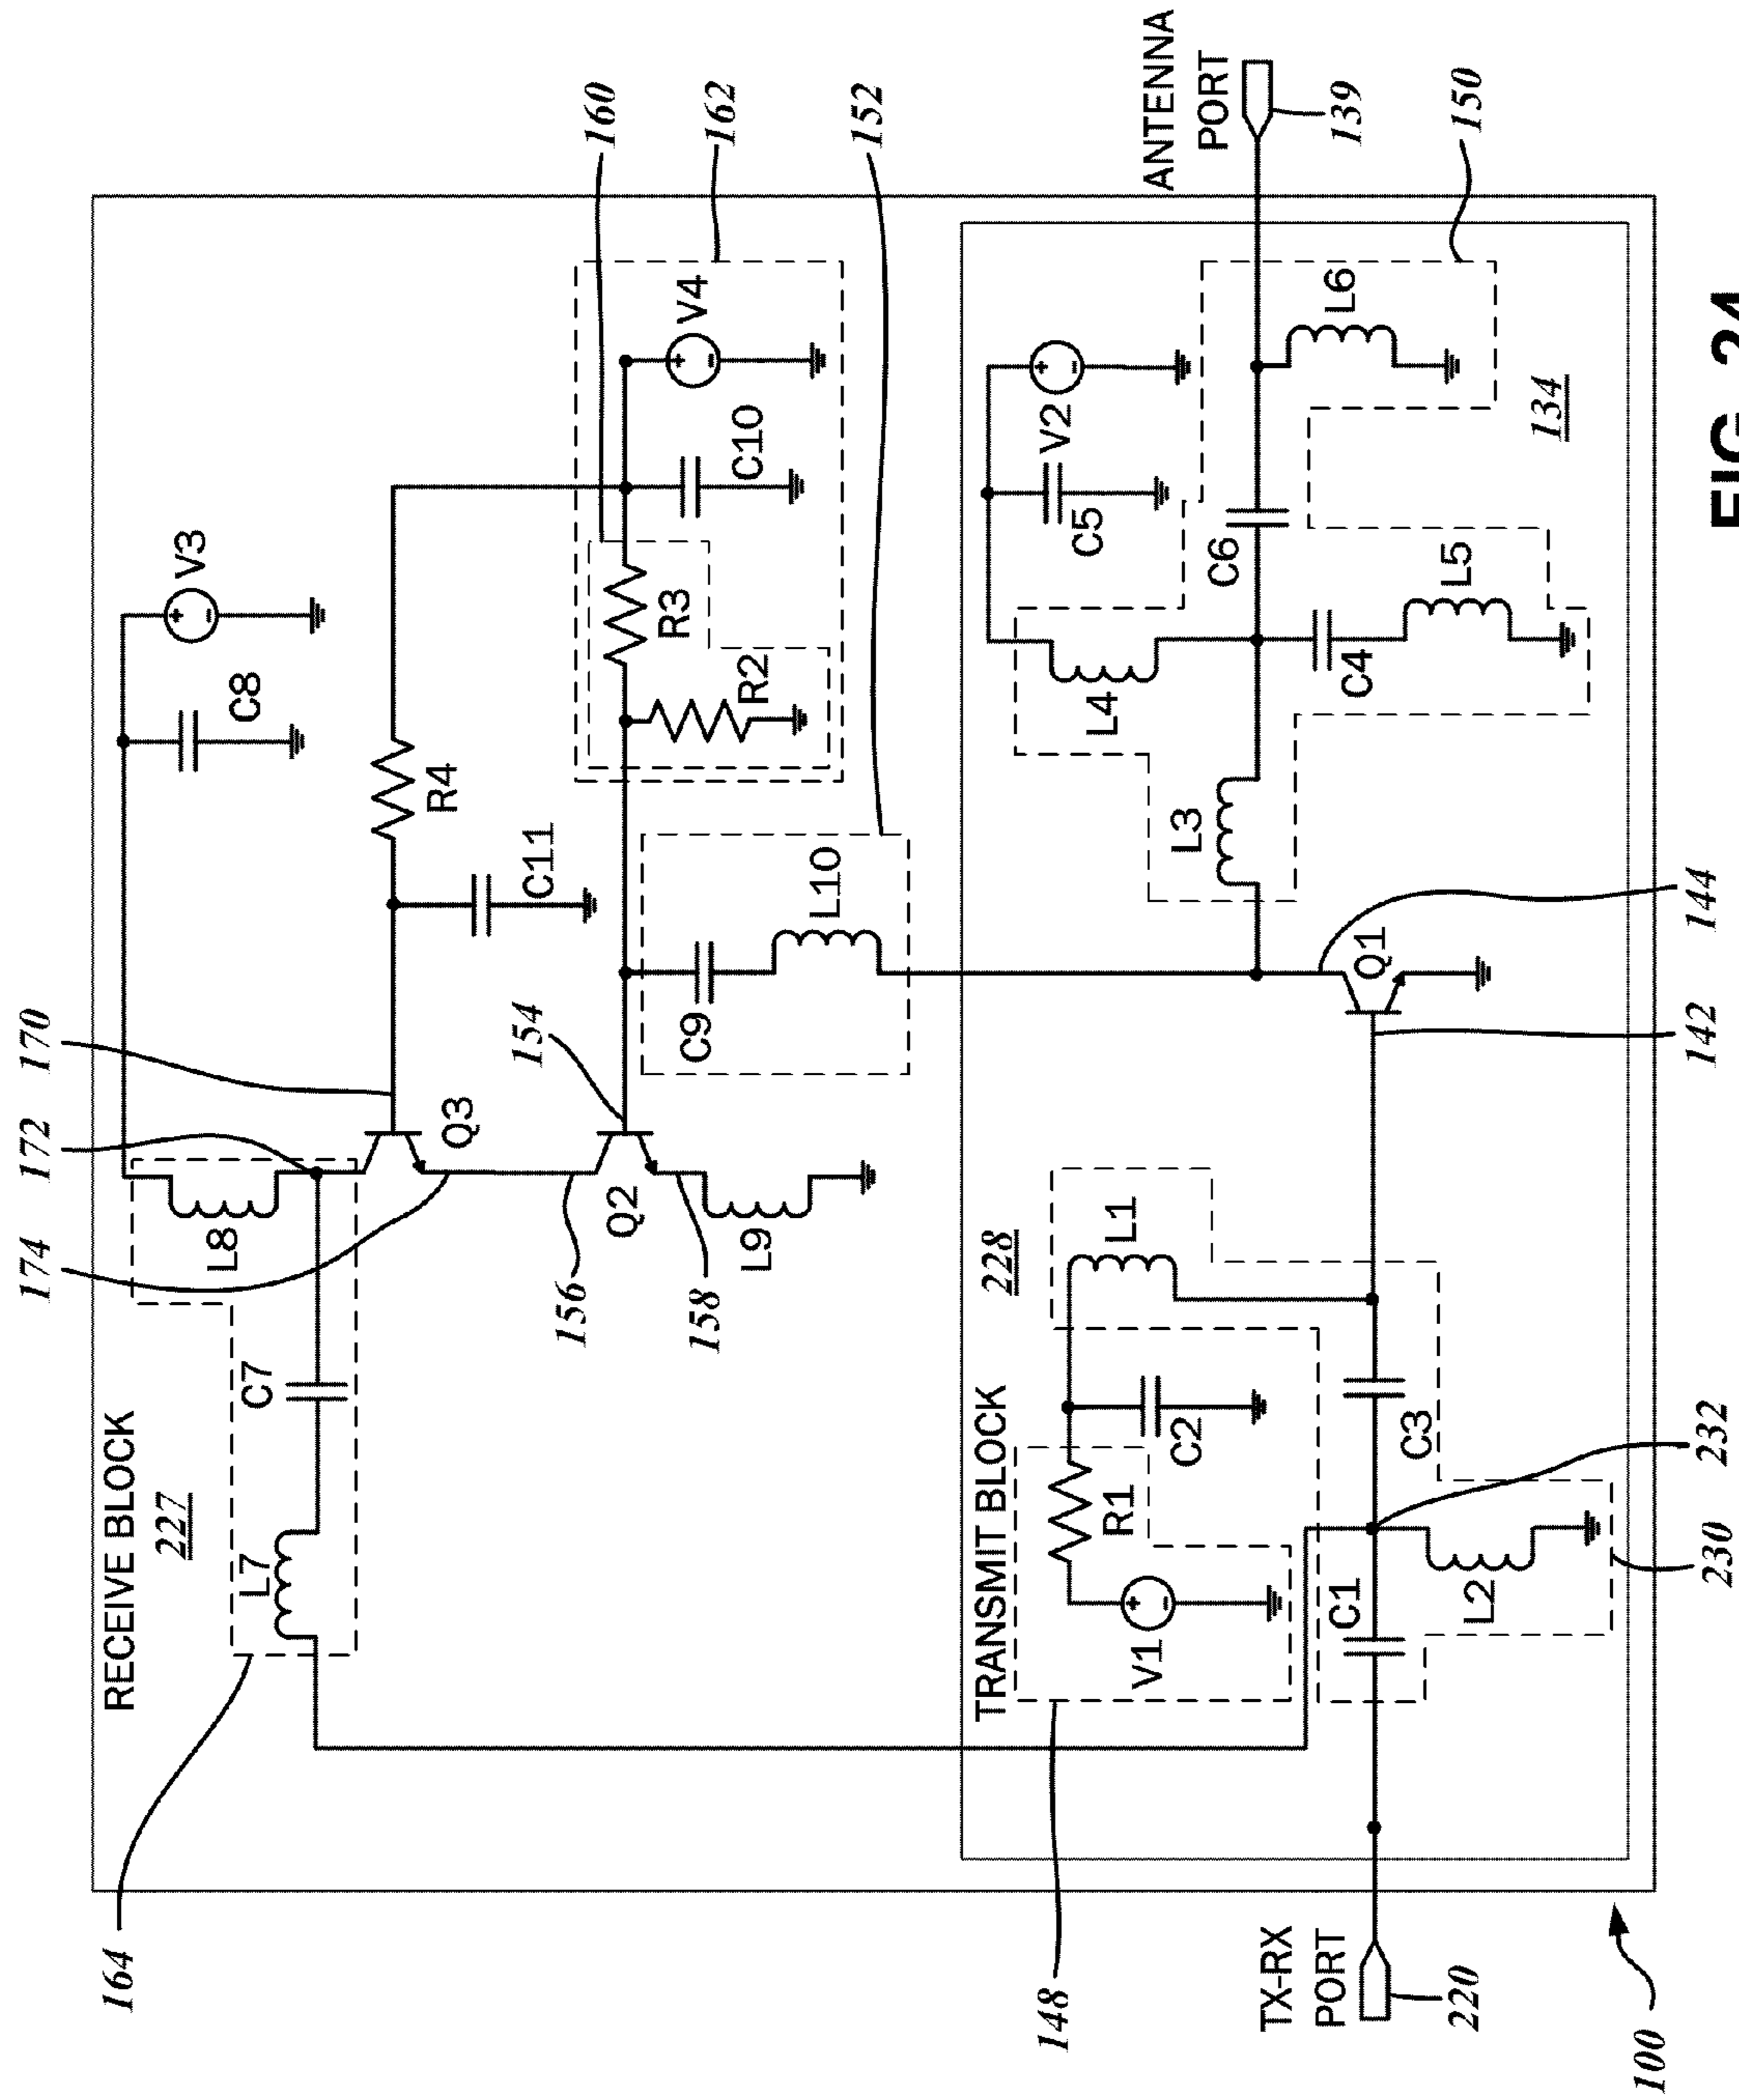 RECEIVE BLOCK
227
164
L7
C7
L8
174
172
170
V3
C8
R4
C11
Q3
154
156
Q2
158
L9
160
162
152
V4
C10
R3
R2
C9
L10
TRANSMIT BLOCK
228
148
V1
R1
C2
L1
C1
L2
C3
232
230
142
144
Q1
L3
L4
V2
C5
C6
C4
L5
L6
134
150
ANTENNA
PORT
139
TX-RX
PORT
220
100
FIG. 24